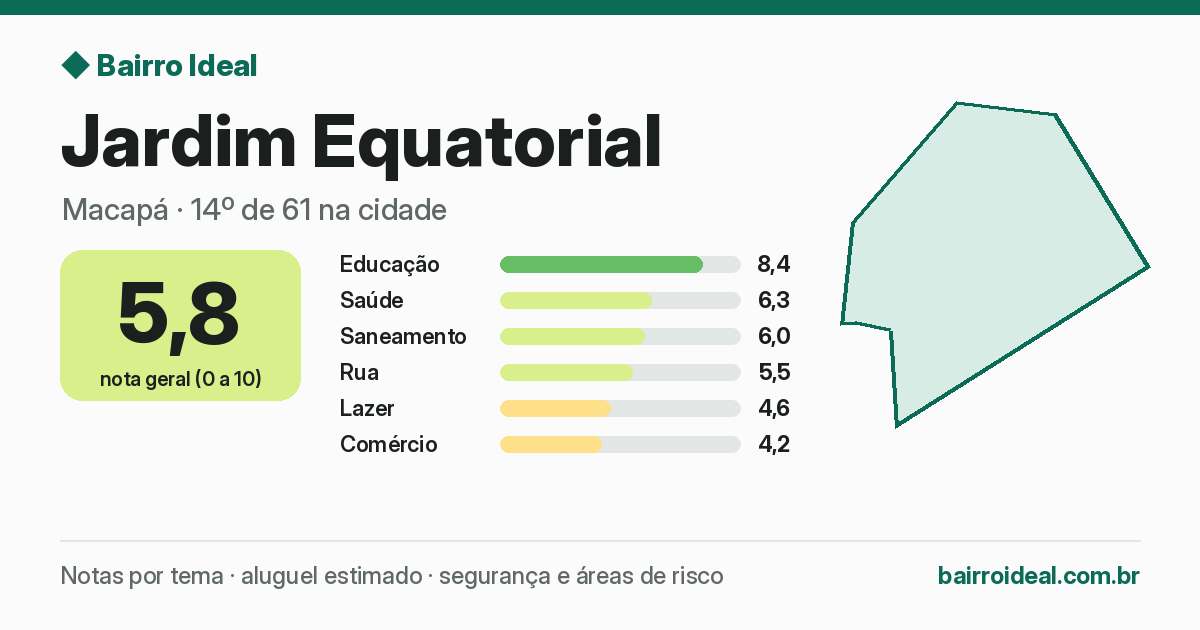 Bairro Ideal
Jardim Equatorial
Macapá · 14º de 61 na cidade
5,8
nota geral (0 a 10)
Educação 8,4
Saúde 6,3
Saneamento 6,0
Rua 5,5
Lazer 4,6
Comércio 4,2
Notas por tema · aluguel estimado · segurança e áreas de risco
bairroideal.com.br